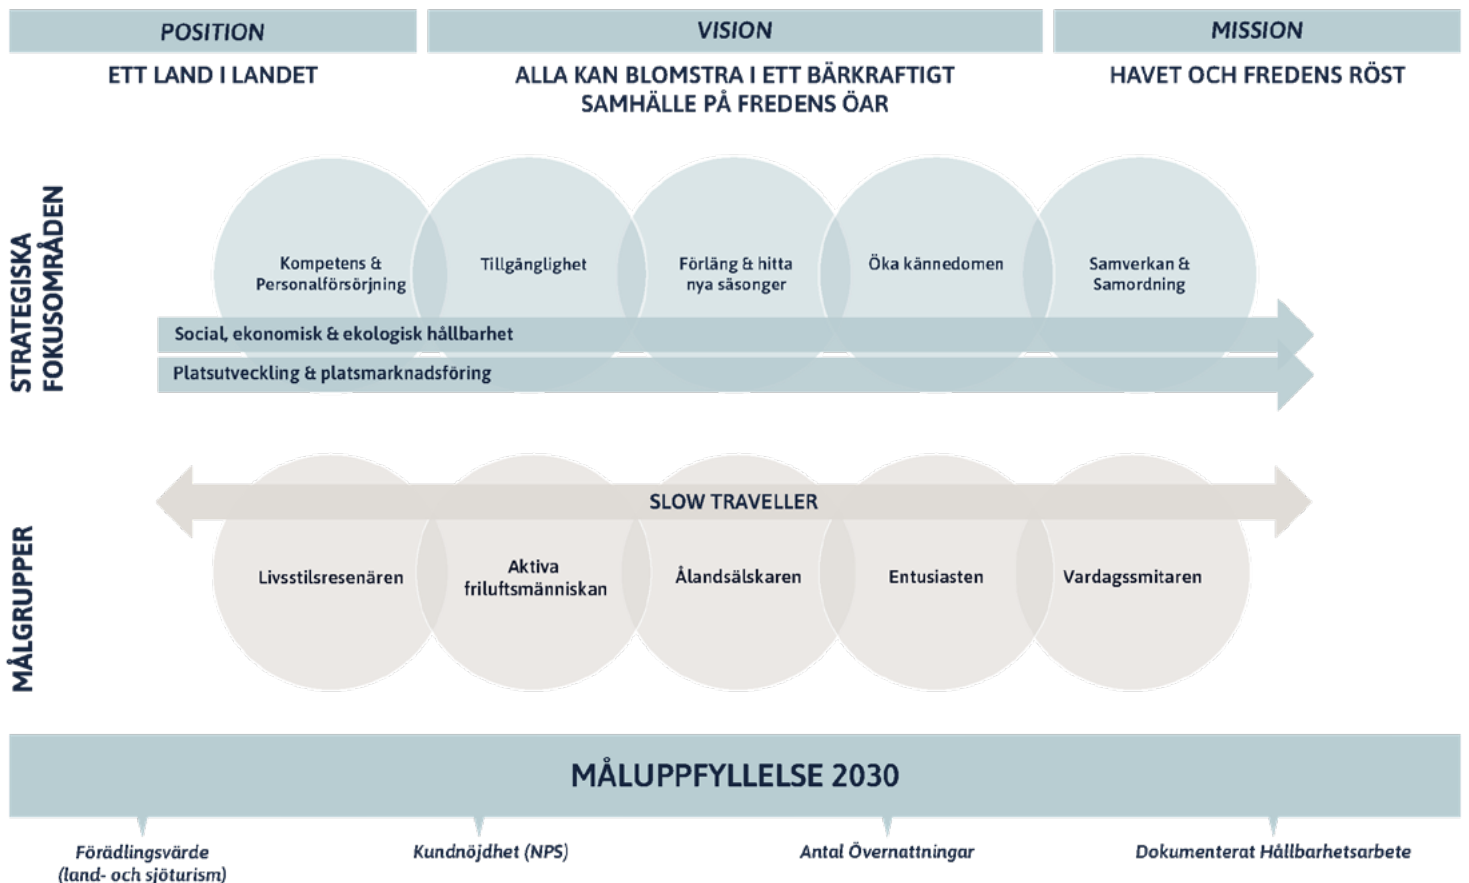 POSITION
VISION
MISSION
ETT LAND I LANDET
ALLA KAN BLOMSTRA I ETT BÄRKRAFTIGT
SAMHÄLLE PÅ FREDENS ÖAR
HAVET OCH FREDENS RÖST
STRATEGISKA
FOKUSOMRÅDEN
Kompetens &
Personalförsörjning
Tillgänglighet
Förläng & hitta
nya säsonger
Öka kännedomen
Samverkan &
Samordning
Social, ekonomisk & ekologisk hållbarhet
Platsutveckling & platsmarknadsföring
MÅLGRUPPER
SLOW TRAVELLER
Livsstilsresenären
Aktiva
friluftsmänniskan
Ålandsälskaren
Entusiasten
Vardagssmitaren
MÅLUPPFYLLELSE 2030
Förädlingsvärde
(land- och sjöturism)
Kundnöjdhet (NPS)
Antal Övernattningar
Dokumenterat Hållbarhetsarbete